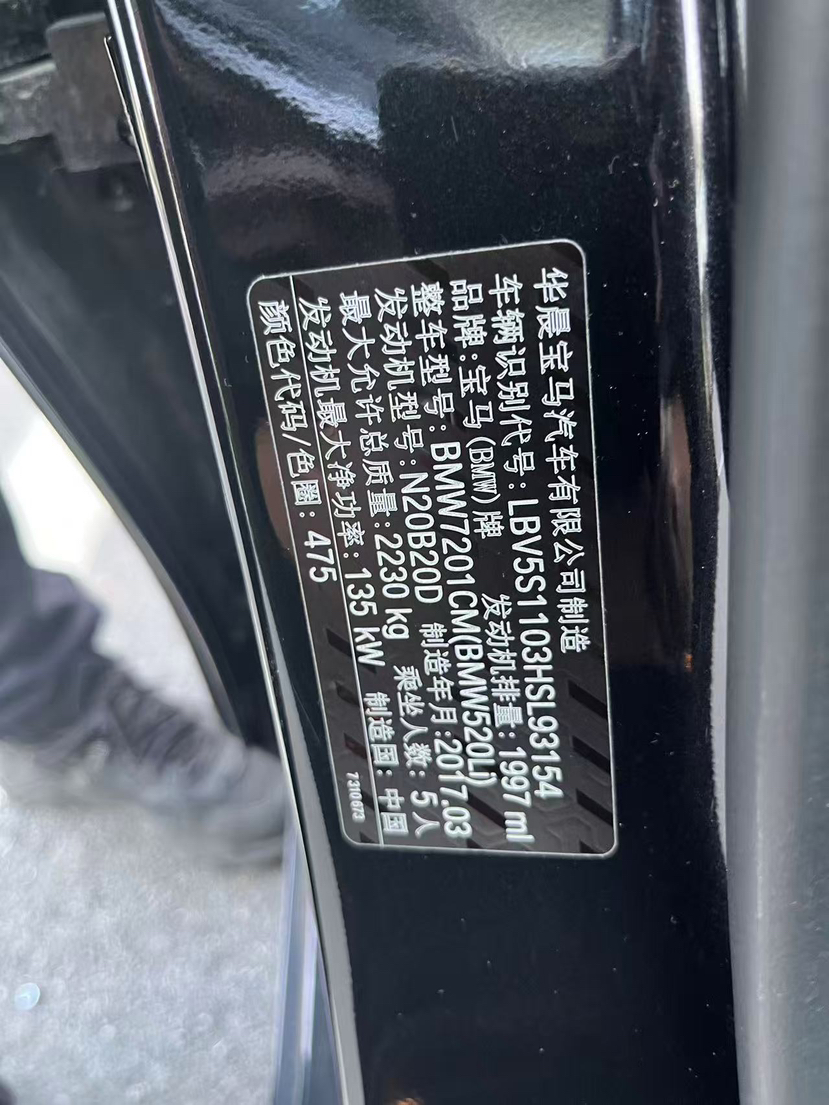 华晨宝马汽车有限公司制造
车辆识别代号: LBV5S1103HSL93154
品牌: 宝马(BMW)牌 发动机排量: 1997 ml
整车型号: BMW7201CM(BMW520Li)
发动机型号: N20B20D 制造年月: 2017.03
最大允许总质量: 2230 kg 乘坐人数: 5人
发动机最大净功率: 135 kW 制造国: 中国
颜色代码/色圈: 475
7 310 673